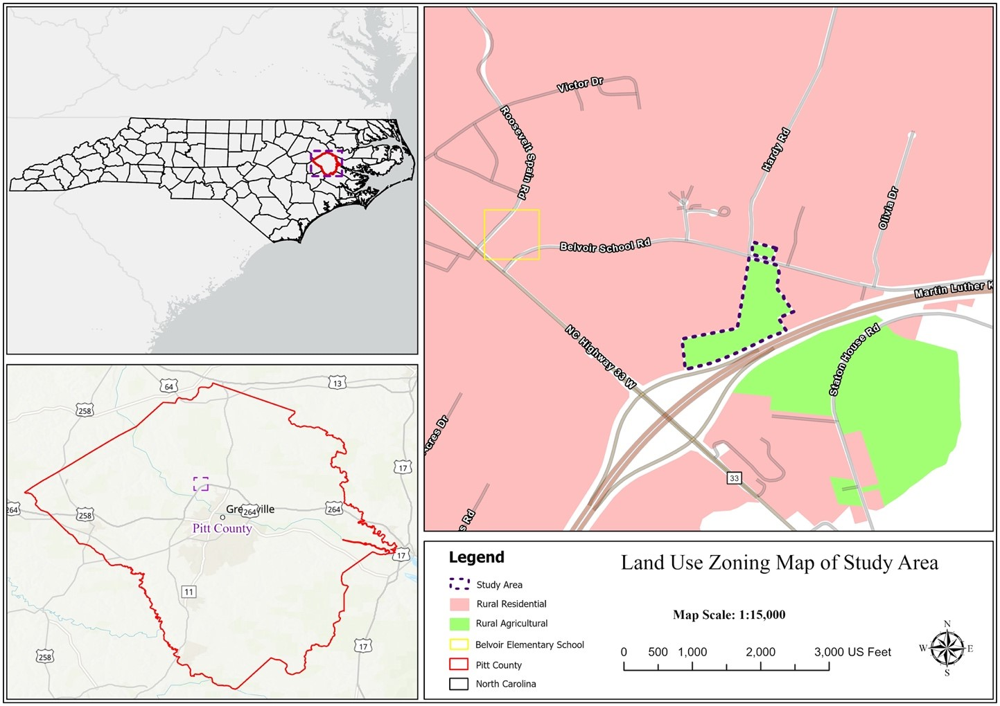 Victor Dr
Roosevelt Spain Rd
Hardy Rd
Olivia Dr
Belvoir School Rd
Martin Luther K
NC Highway 33 W
Staton House Rd
Acres Dr
33
s Rd
64
13
258
17
264
258
Gre
ville
264
264
Pitt County
17
11
17
258
Legend
Study Area
Rural Residential
Rural Agricultural
Belvoir Elementary School
Pitt County
North Carolina
Land Use Zoning Map of Study Area
Map Scale: 1:15,000
0 500 1,000 2,000 3,000 US Feet
N
W E
S